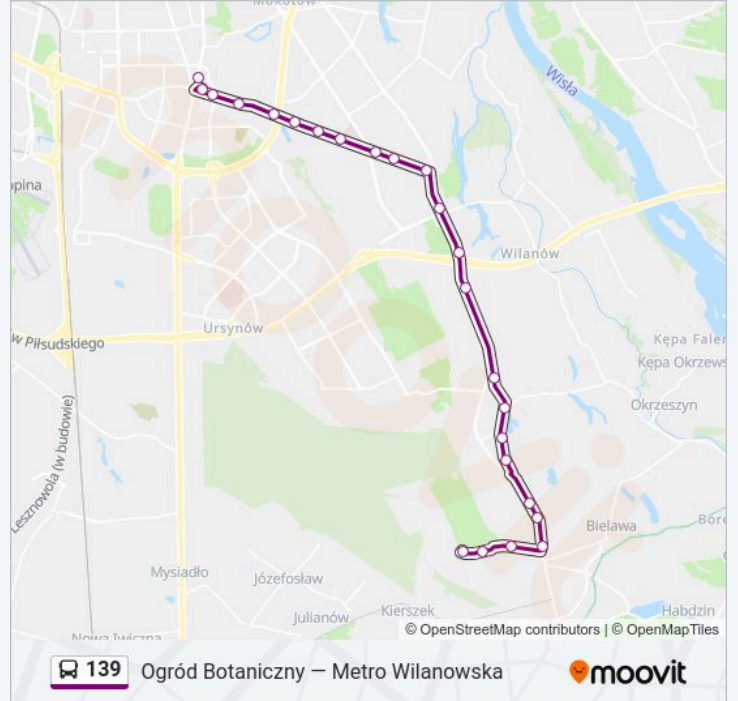 Mokotów
Wisła
opina
Wilanów
Ursynów
w Piłsudskiego
Kępa Faler
Kępa Okrzews
Okrzeszyn
Lesznowola (w budowie)
Bielawa
Bore
Mysiadło
Józefosław
Julianów
Kierszek
Habdzin
Nowa Iwiczna
© OpenStreetMap contributors | © OpenMapTiles
139 Ogród Botaniczny — Metro Wilanowska moovit